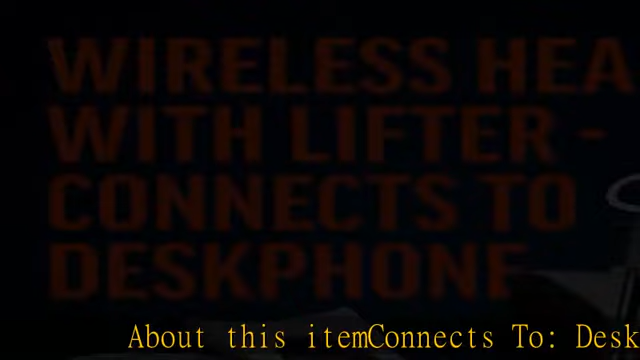 WIRELESS HEA
WITH LIFTER -
CONNECTS TO
DESKPHONE
About this itemConnects To: Desk